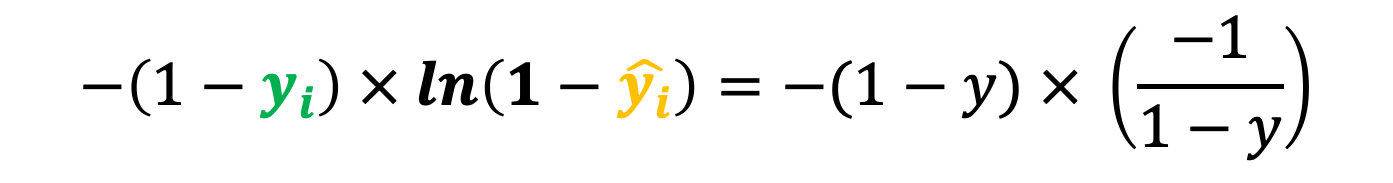 −(1 − yᵢ) × ln(1 − ŷᵢ) = −(1 − y) × (−1 / (1 − y))